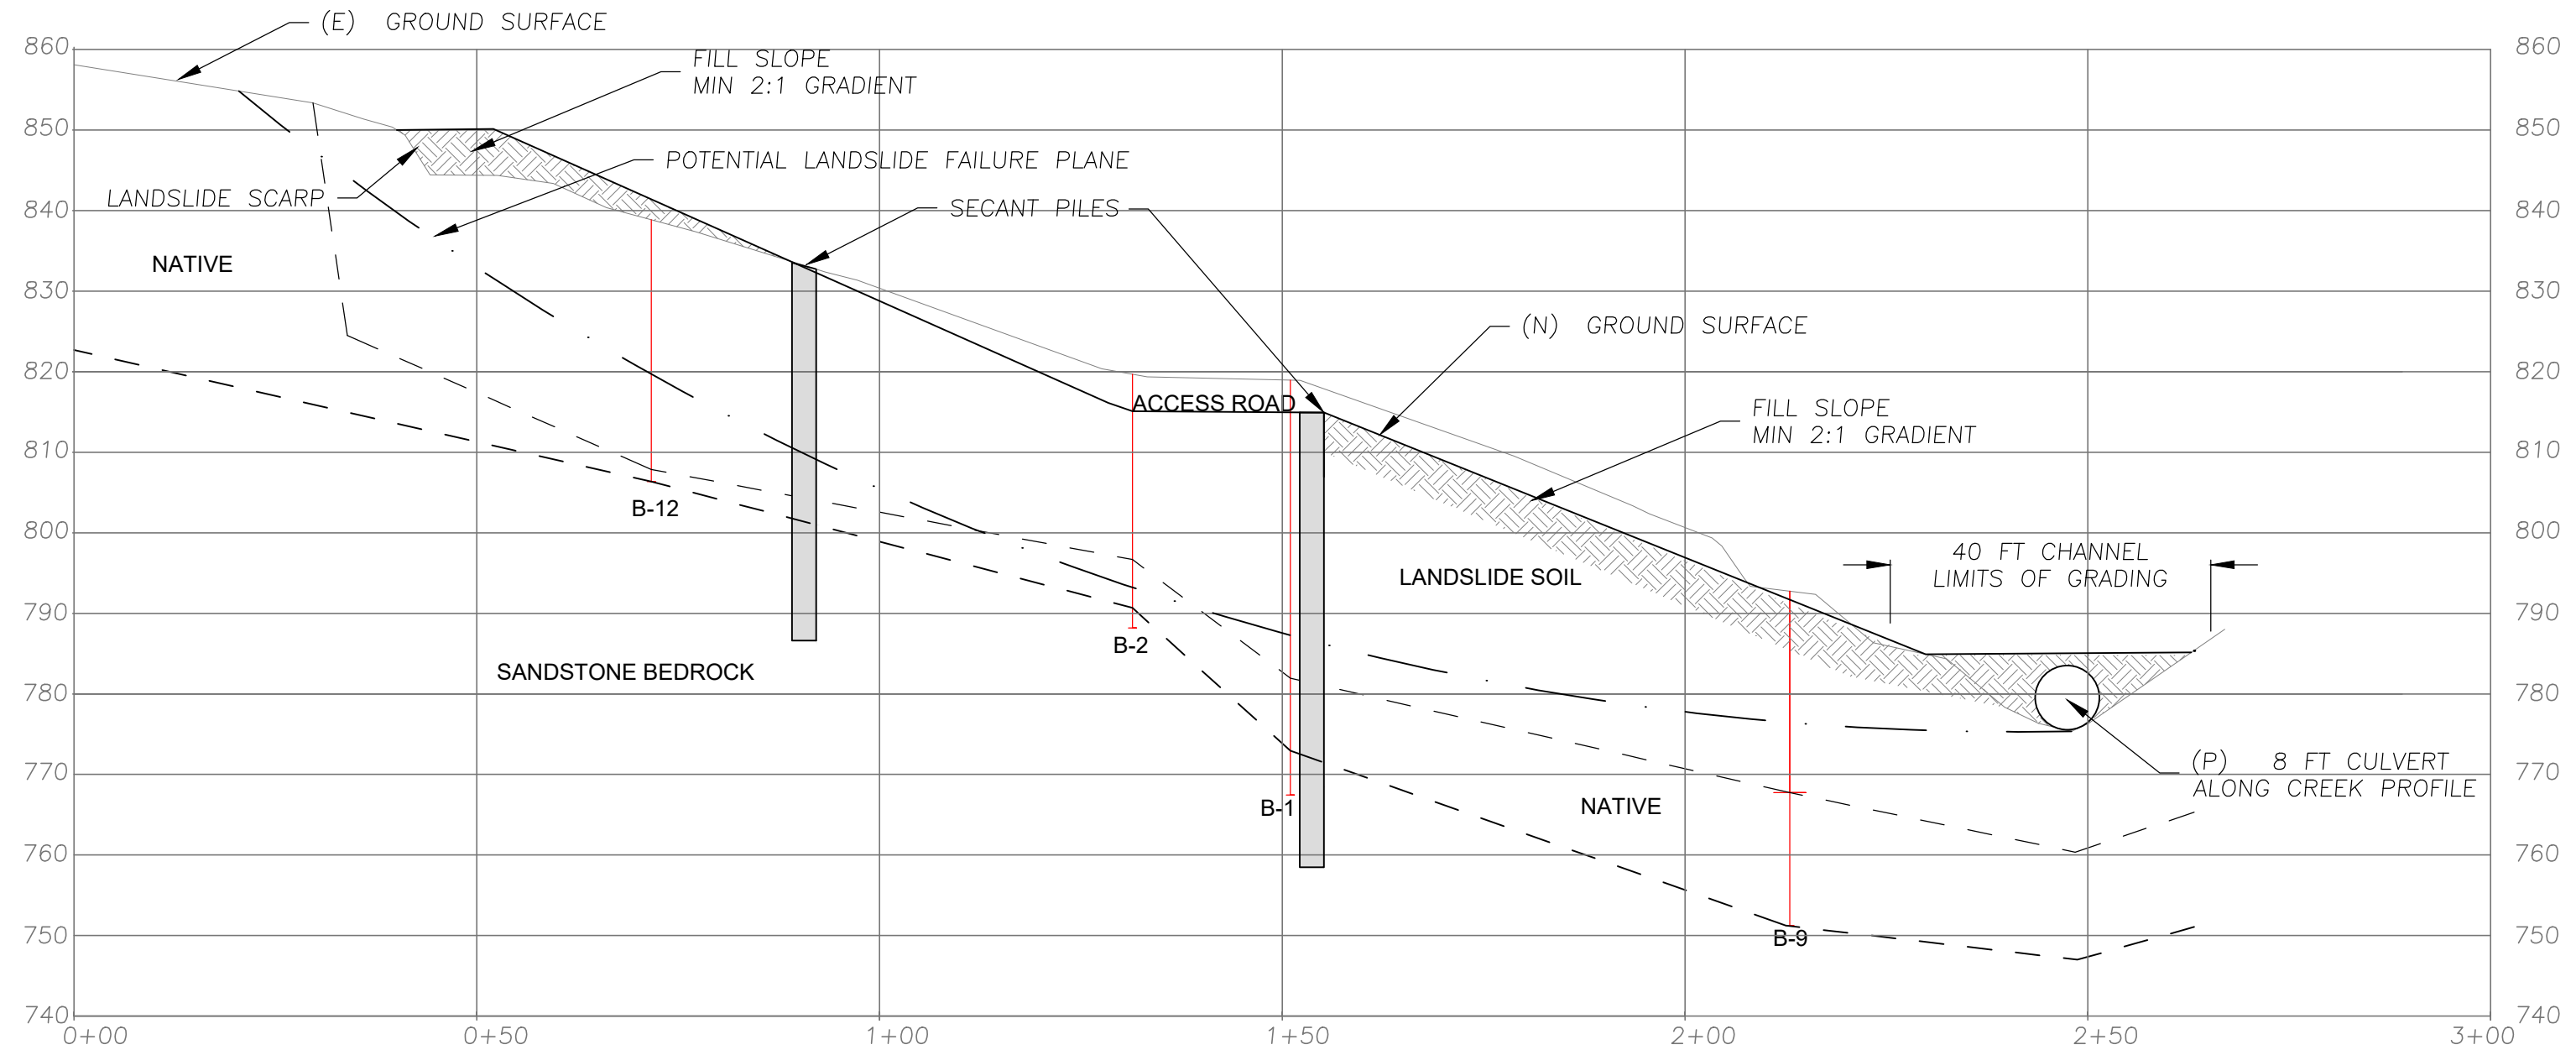 (E) GROUND SURFACE
860
860
FILL SLOPE
MIN 2:1 GRADIENT
850
850
POTENTIAL LANDSLIDE FAILURE PLANE
LANDSLIDE SCARP
SECANT PILES
840
840
NATIVE
830
830
(N) GROUND SURFACE
820
820
ACCESS ROAD
FILL SLOPE
MIN 2:1 GRADIENT
810
810
B-12
800
800
40 FT CHANNEL
LIMITS OF GRADING
LANDSLIDE SOIL
790
790
B-2
SANDSTONE BEDROCK
780
780
(P) 8 FT CULVERT
ALONG CREEK PROFILE
770
770
B-1
NATIVE
760
760
B-9
750
750
740
740
0+00
0+50
1+00
1+50
2+00
2+50
3+00